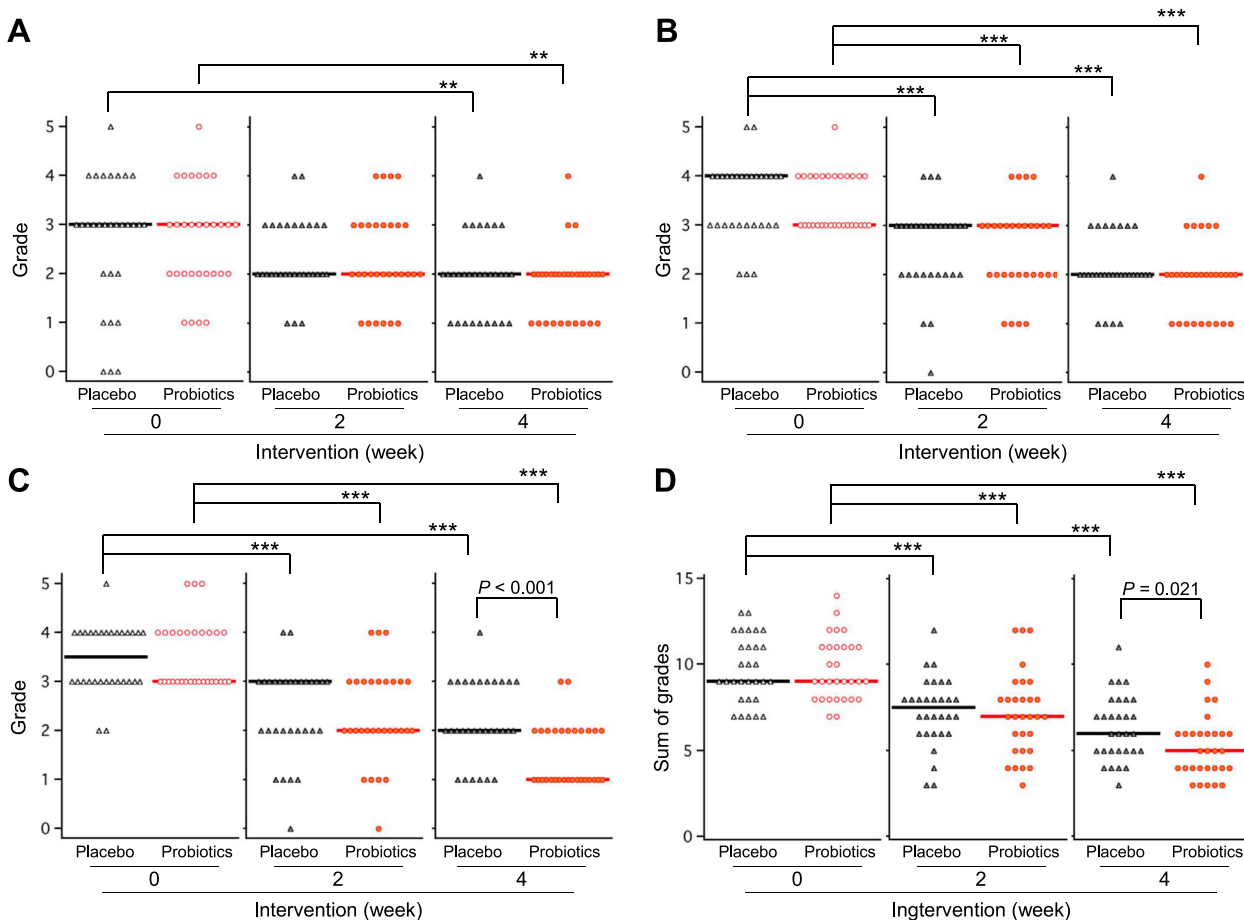 A
**
**
Grade
5
4
3
2
1
0
Placebo Probiotics Placebo Probiotics Placebo Probiotics
0 2 4
Intervention (week)
B
***
***
***
***
Grade
5
4
3
2
1
0
Placebo Probiotics Placebo Probiotics Placebo Probiotics
0 2 4
Intervention (week)
C
***
***
***
***
P < 0.001
Grade
5
4
3
2
1
0
Placebo Probiotics Placebo Probiotics Placebo Probiotics
0 2 4
Intervention (week)
D
***
***
***
***
P = 0.021
Sum of grades
15
10
5
0
Placebo Probiotics Placebo Probiotics Placebo Probiotics
0 2 4
Ingtervention (week)